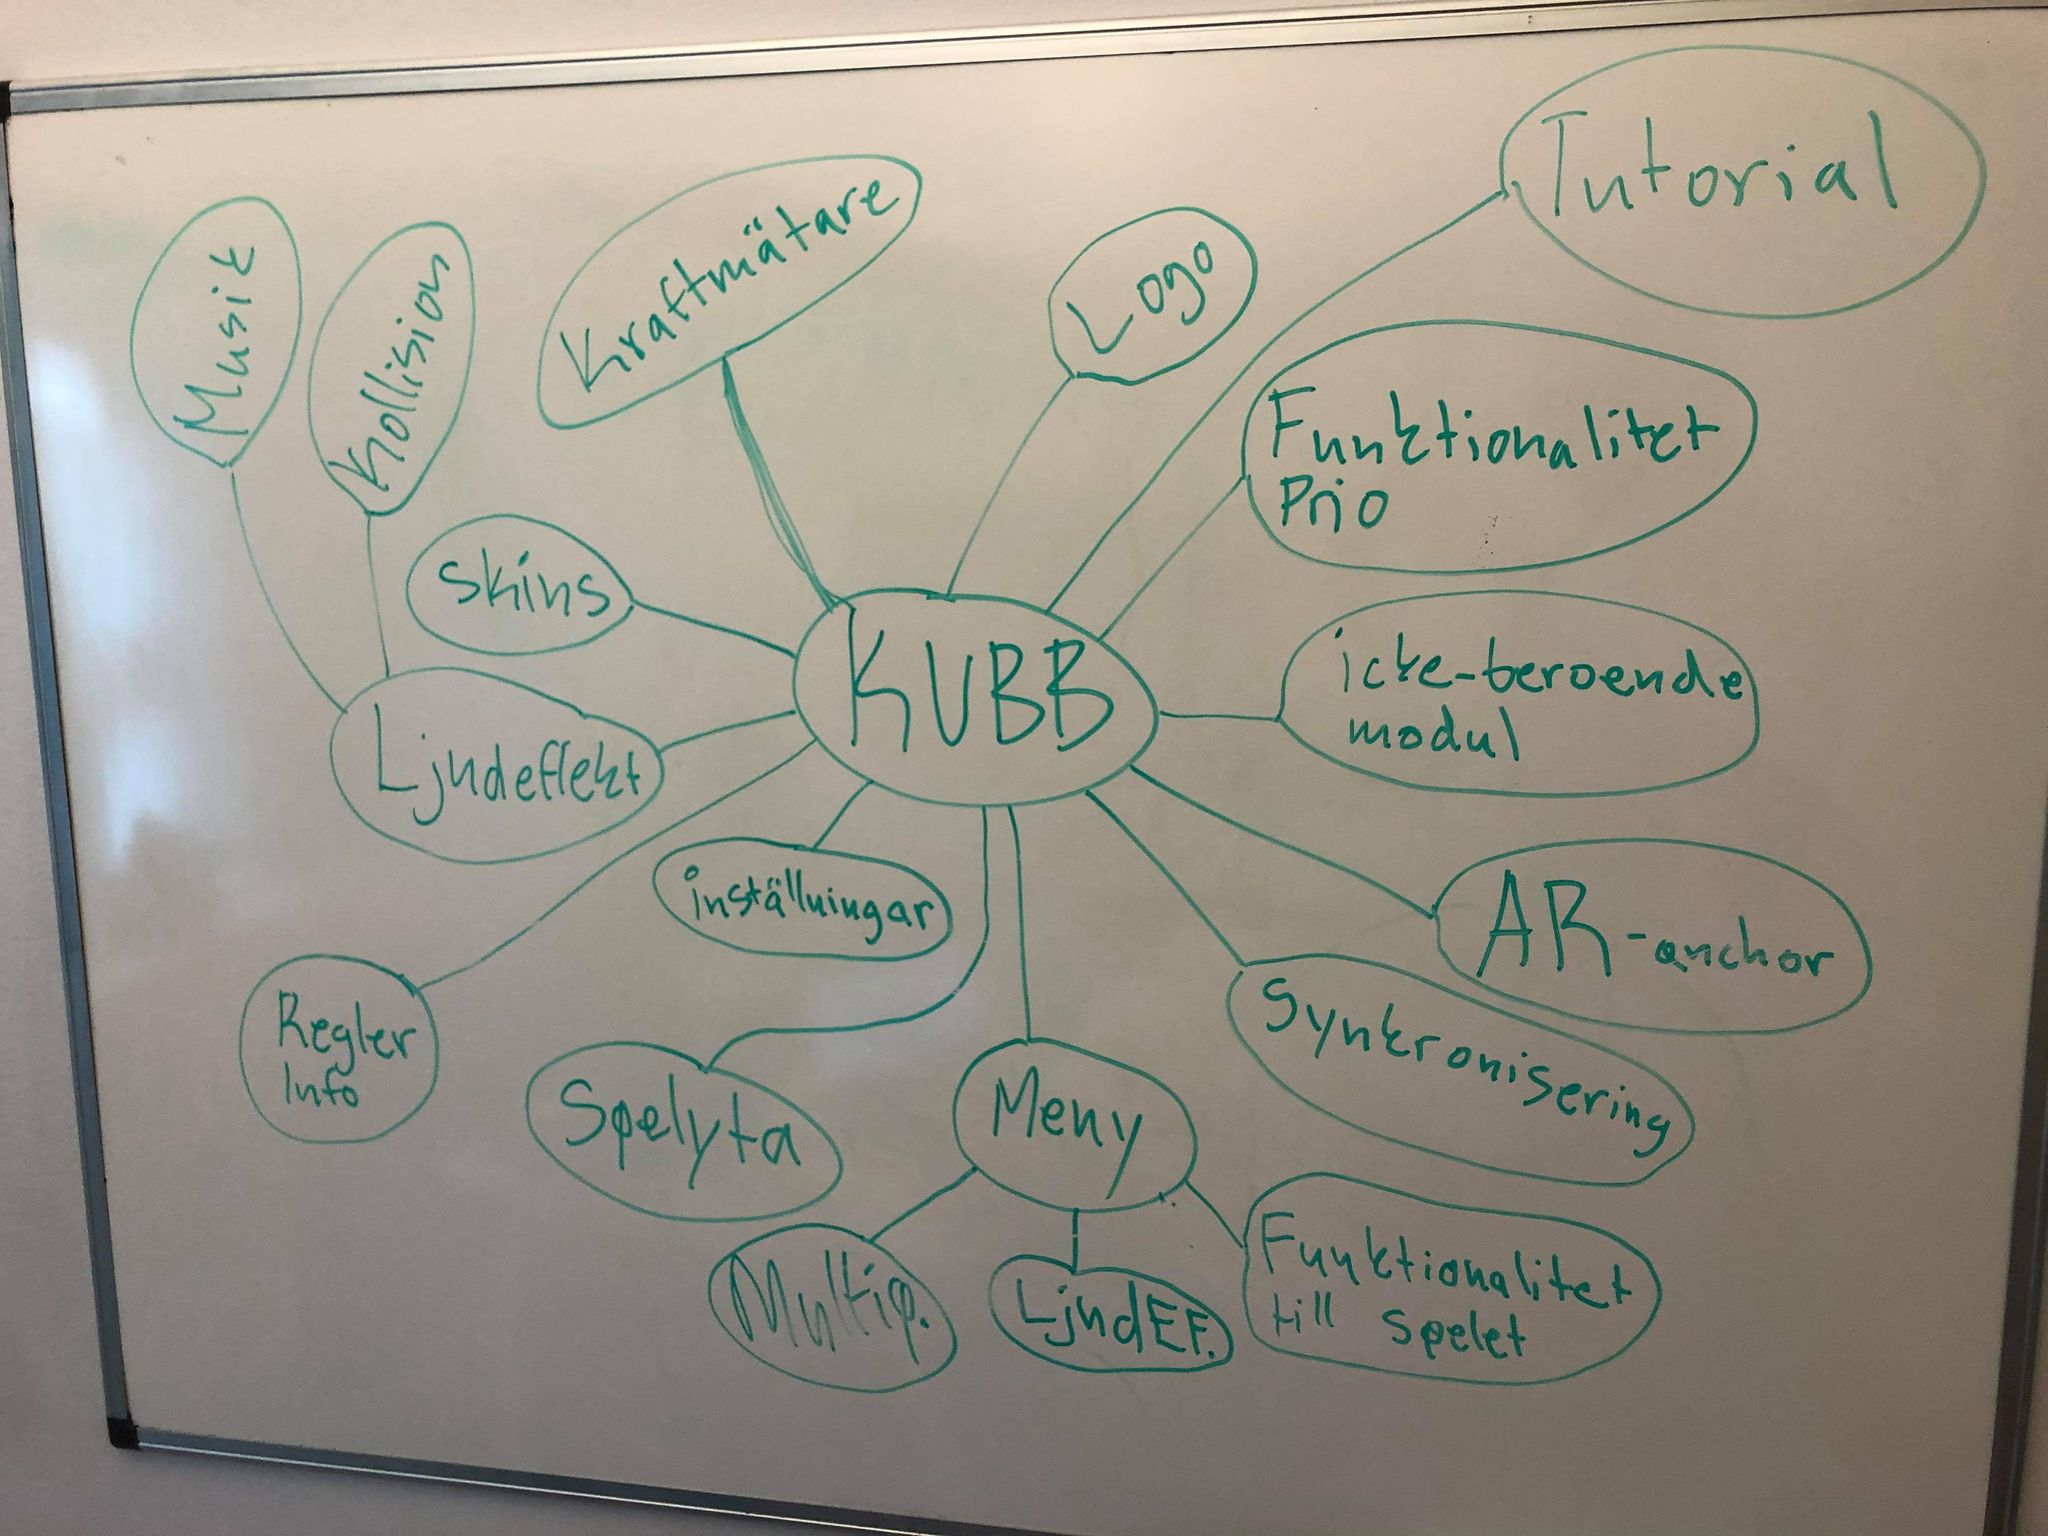 Tutorial
Musik
Kollision
Kraftmätare
Logo
Funktionalitet
Prio
Skins
KUBB
icke-beroende
modul
Ljudeffekt
inställningar
AR-anchor
Regler
Info
Spelyta
Meny
Synkronisering
Multip.
LjudEF.
Funktionalitet
till spelet